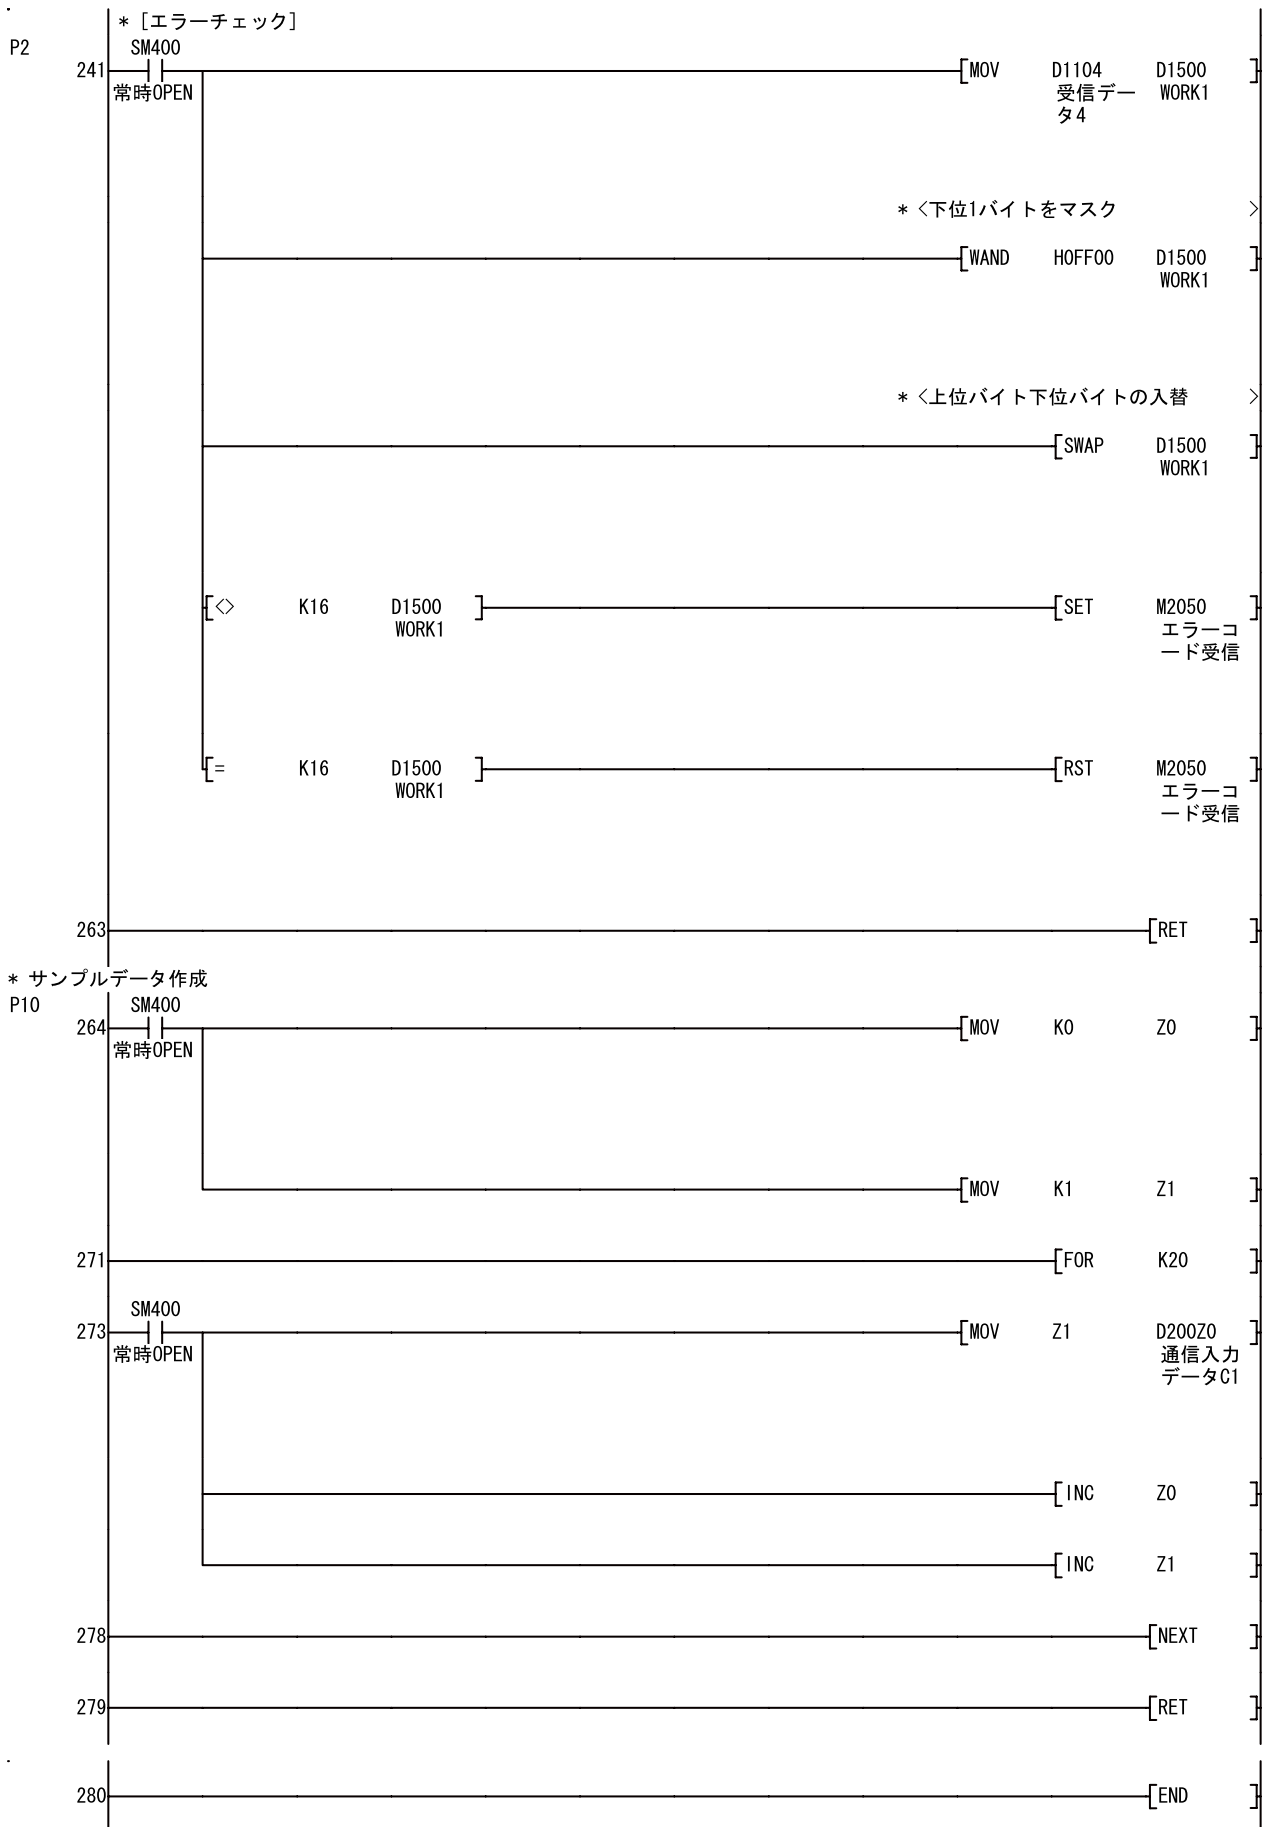 * [エラーチェック]
P2 SM400
241 [MOV D1104 D1500 ]
常時OPEN 受信デー WORK1
タ4
* <下位1バイトをマスク >
[WAND H0FF00 D1500 ]
WORK1
* <上位バイト下位バイトの入替 >
[SWAP D1500 ]
WORK1
[<> K16 D1500 ] [SET M2050 ]
WORK1 エラーコ
ード受信
[= K16 D1500 ] [RST M2050 ]
WORK1 エラーコ
ード受信
263 [RET ]
* サンプルデータ作成
P10 SM400
264 [MOV K0 Z0 ]
常時OPEN
[MOV K1 Z1 ]
271 [FOR K20 ]
SM400
273 [MOV Z1 D200Z0 ]
常時OPEN 通信入力
データC1
[INC Z0 ]
[INC Z1 ]
278 [NEXT ]
279 [RET ]
280 [END ]